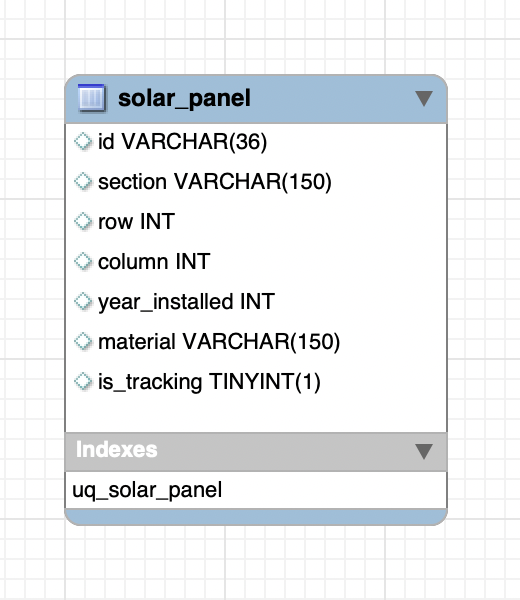 solar_panel
id VARCHAR(36)
section VARCHAR(150)
row INT
column INT
year_installed INT
material VARCHAR(150)
is_tracking TINYINT(1)
Indexes
uq_solar_panel